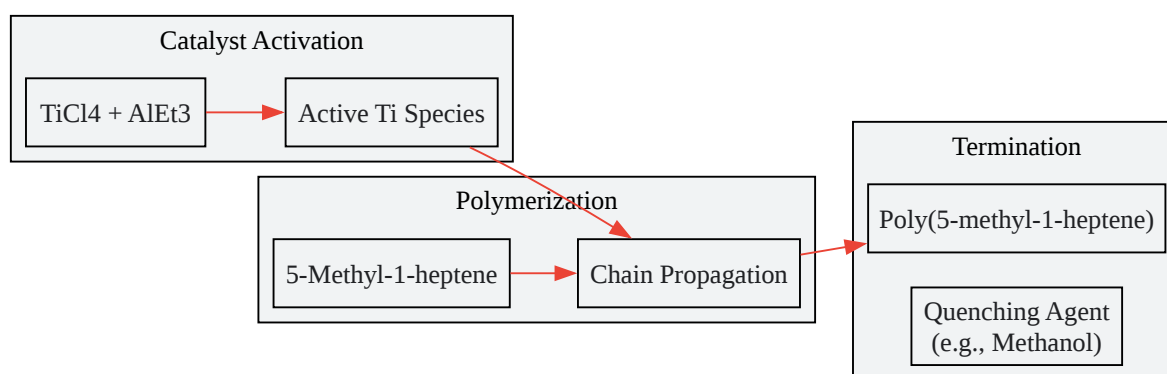 Catalyst Activation
TiCl4 + AlEt3
Active Ti Species
Polymerization
5-Methyl-1-heptene
Chain Propagation
Termination
Poly(5-methyl-1-heptene)
Quenching Agent
(e.g., Methanol)